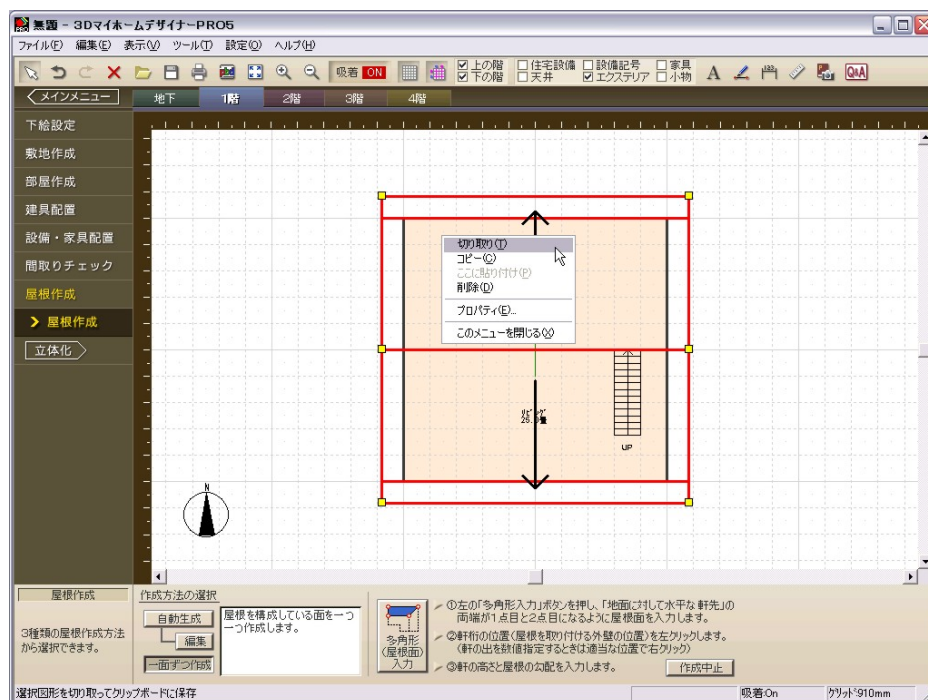 無題 - 3DマイホームデザイナーPRO5
ファイル(F) 編集(E) 表示(V) ツール(T) 設定(O) ヘルプ(H)
吸着 ON
上の階 住宅設備 設備記号 家具
下の階 天井 エクステリア 小物
A
Q&A
メインメニュー
地下 1階 2階 3階 4階
下絵設定
敷地作成
部屋作成
建具配置
設備・家具配置
間取りチェック
屋根作成
屋根作成
立体化
切り取り(T)
コピー(C)
ここに貼り付け(P)
削除(D)
プロパティ(E)...
このメニューを閉じる(X)
UP
N
屋根作成
3種類の屋根作成方法
から選択できます。
作成方法の選択
自動生成
編集
一面ずつ作成
屋根を構成している面を一つ
一つ作成します。
多角形
(屋根面)
入力
①左の「多角形入力」ボタンを押し、「地面に対して水平な軒先」の
両端が1点目と2点目になるように屋根面を入力します。
②軒桁の位置(屋根を取り付ける外壁の位置)を左クリックします。
(軒の出を数値指定するときは適当な位置で右クリック)
③軒の高さと屋根の勾配を入力します。
作成中止
選択図形を切り取ってクリップボードに保存
吸着:On
グリッド:910mm